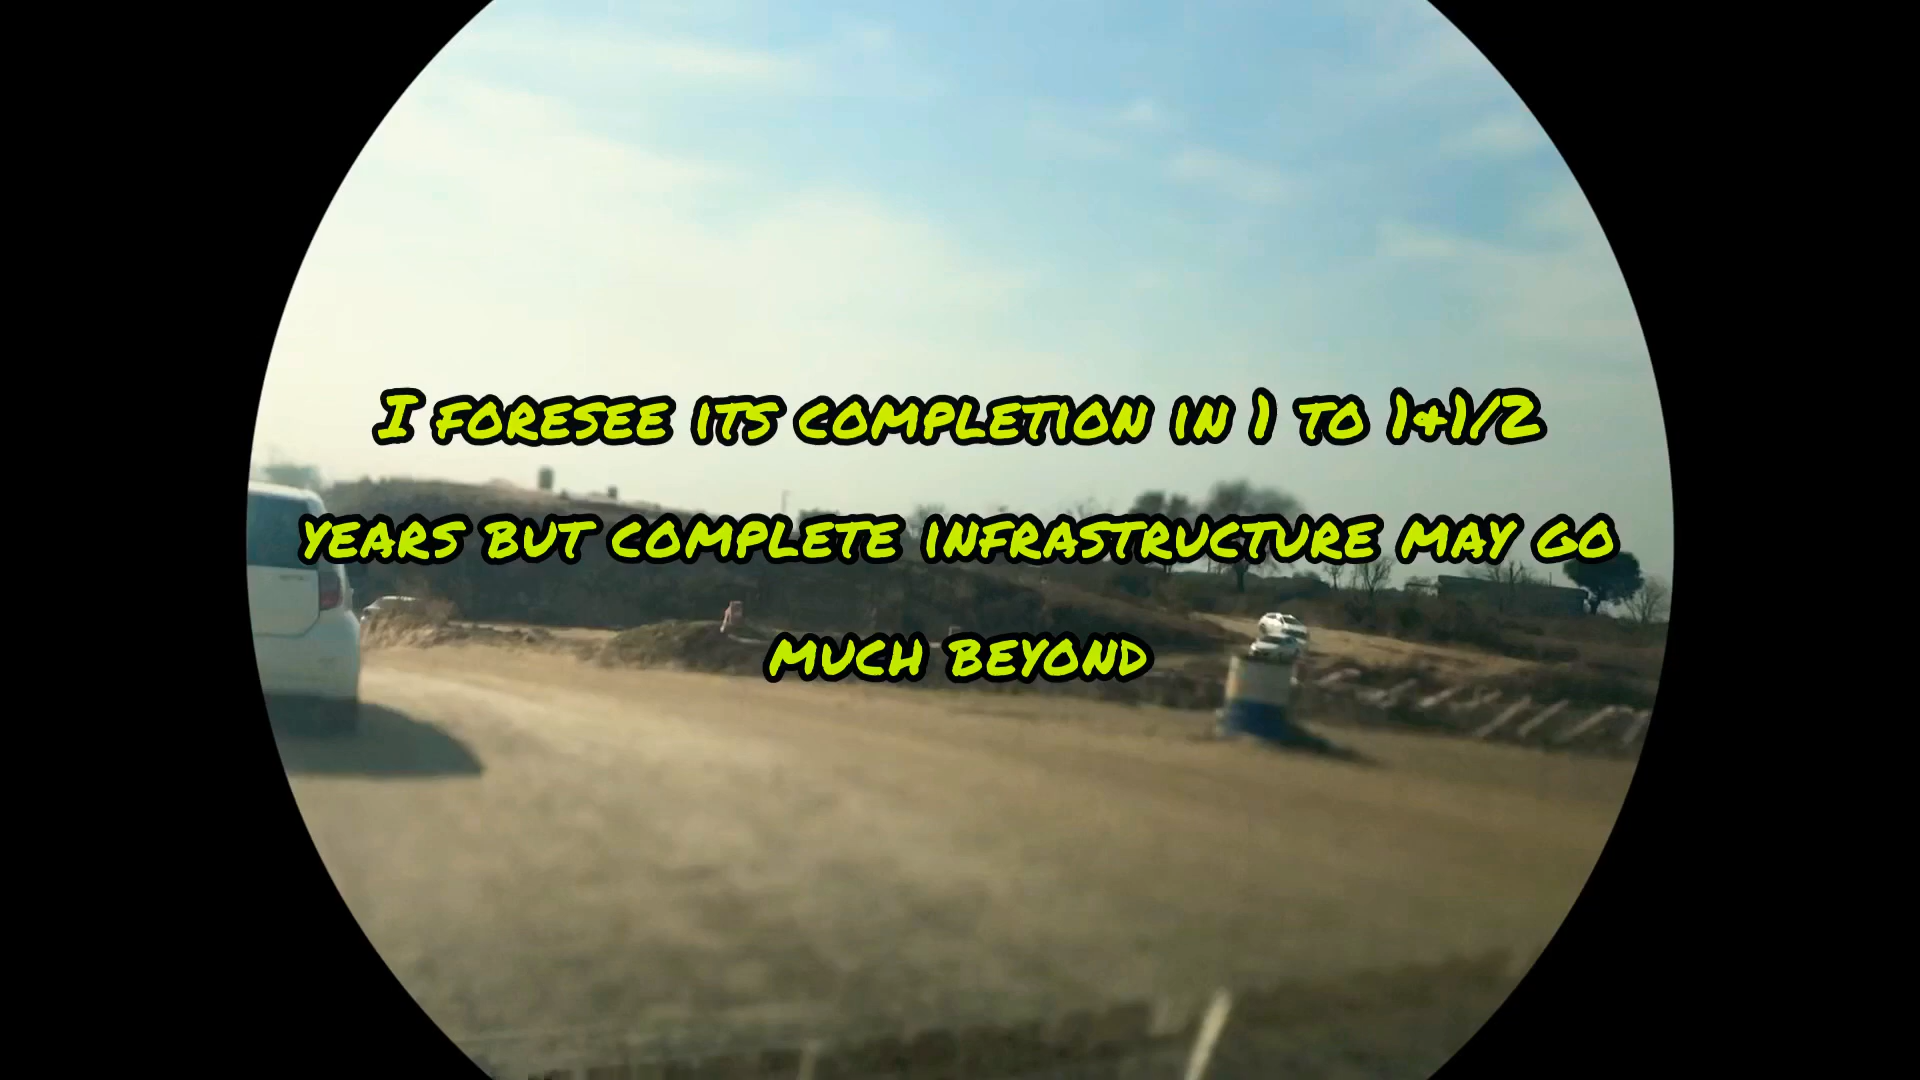 I FORESEE ITS COMPLETION IN 1 TO 1&1/2
YEARS BUT COMPLETE INFRASTRUCTURE MAY GO
MUCH BEYOND